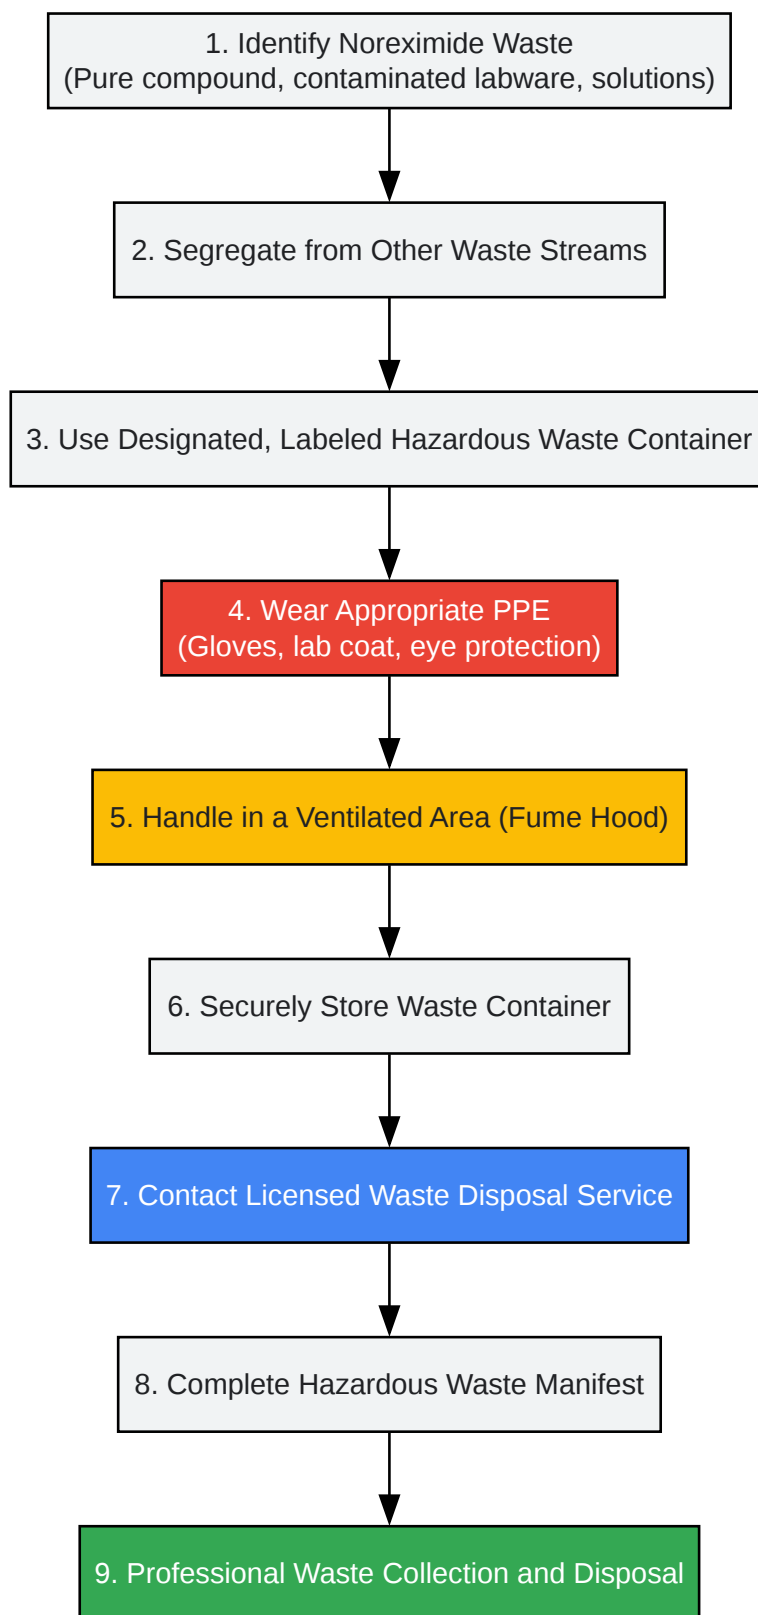 1. Identify Noreximide Waste
(Pure compound, contaminated labware, solutions)
2. Segregate from Other Waste Streams
3. Use Designated, Labeled Hazardous Waste Container
4. Wear Appropriate PPE
(Gloves, lab coat, eye protection)
5. Handle in a Ventilated Area (Fume Hood)
6. Securely Store Waste Container
7. Contact Licensed Waste Disposal Service
8. Complete Hazardous Waste Manifest
9. Professional Waste Collection and Disposal